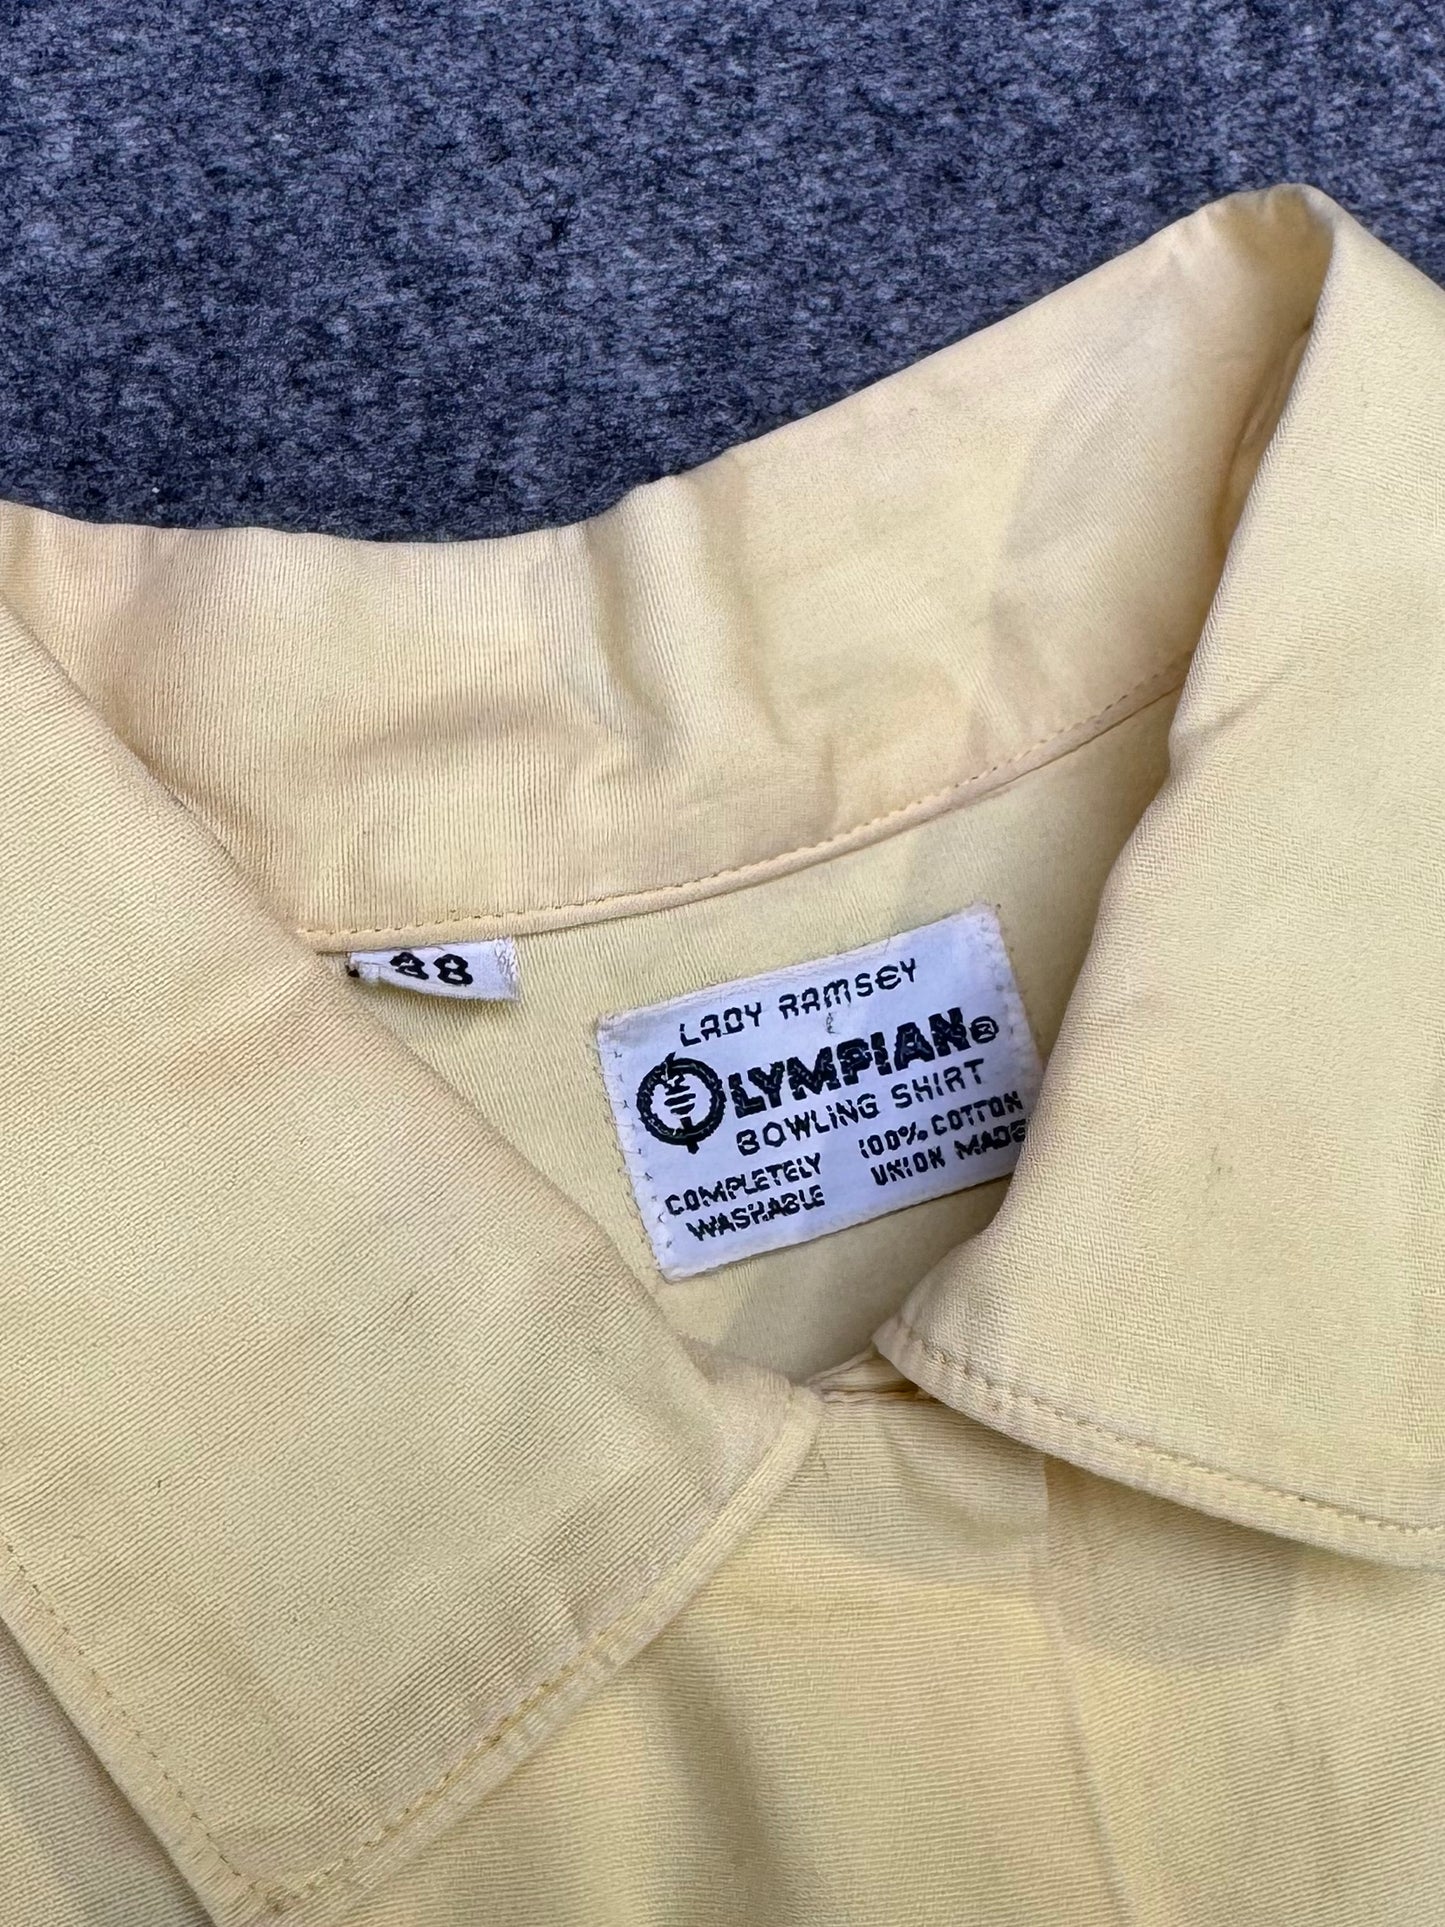 38
LADY RAMSEY
OLYMPIAN®
BOWLING SHIRT
COMPLETELY 100% COTTON
WASHABLE UNION MADE